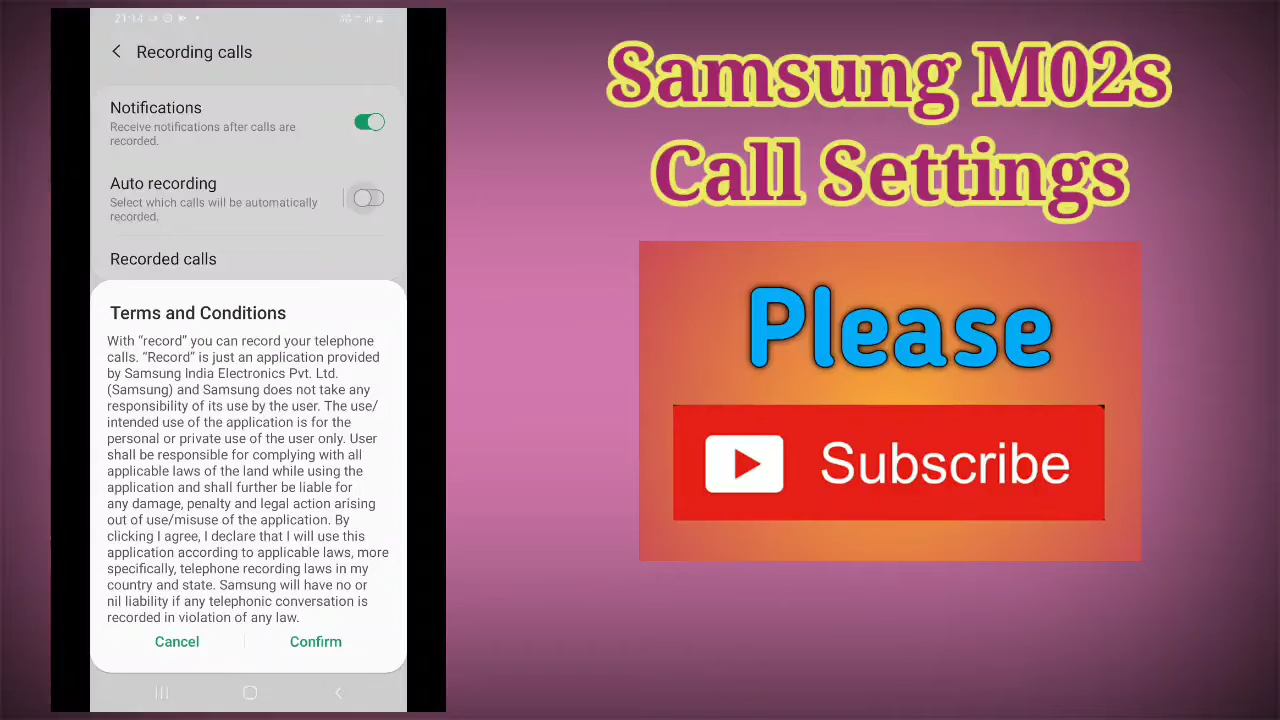 21:14
Recording calls
Notifications
Receive notifications after calls are
recorded.
Auto recording
Select which calls will be automatically
recorded.
Recorded calls
Terms and Conditions
With “record” you can record your telephone
calls. “Record” is just an application provided
by Samsung India Electronics Pvt. Ltd.
(Samsung) and Samsung does not take any
responsibility of its use by the user. The use/
intended use of the application is for the
personal or private use of the user only. User
shall be responsible for complying with all
applicable laws of the land while using the
application and shall further be liable for
any damage, penalty and legal action arising
out of use/misuse of the application. By
clicking I agree, I declare that I will use this
application according to applicable laws, more
specifically, telephone recording laws in my
country and state. Samsung will have no or
nil liability if any telephonic conversation is
recorded in violation of any law.
Cancel
Confirm
Samsung M02s
Call Settings
Please
Subscribe